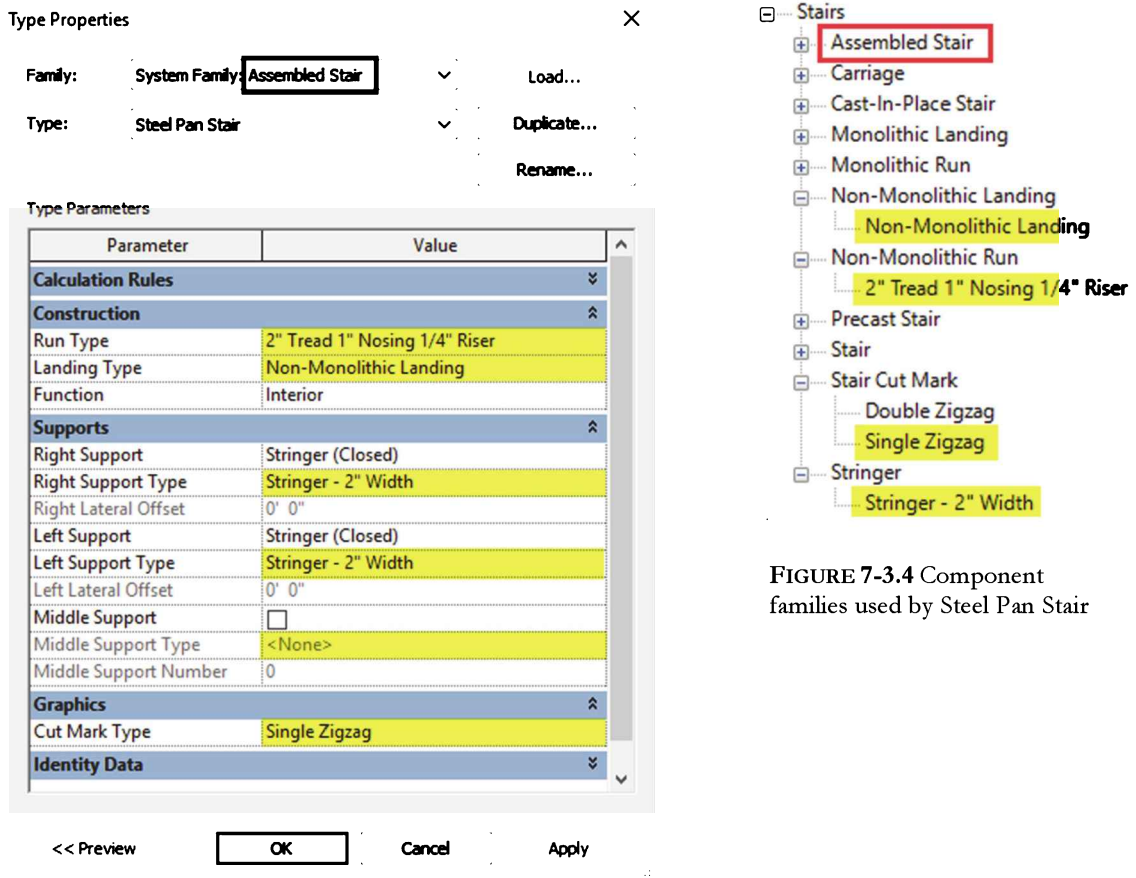 Type Properties
Family: System Family: Assembled Stair Load...
Type: Steel Pan Stair Duplicate...
Rename...
Type Parameters
Parameter Value
Calculation Rules
Construction
Run Type 2" Tread 1" Nosing 1/4" Riser
Landing Type Non-Monolithic Landing
Function Interior
Supports
Right Support Stringer (Closed)
Right Support Type Stringer - 2" Width
Right Lateral Offset 0' 0"
Left Support Stringer (Closed)
Left Support Type Stringer - 2" Width
Left Lateral Offset 0' 0"
Middle Support
Middle Support Type <None>
Middle Support Number 0
Graphics
Cut Mark Type Single Zigzag
Identity Data
<< Preview OK Cancel Apply
Stairs
Assembled Stair
Carriage
Cast-In-Place Stair
Monolithic Landing
Monolithic Run
Non-Monolithic Landing
Non-Monolithic Landing
Non-Monolithic Run
2" Tread 1" Nosing 1/4" Riser
Precast Stair
Stair
Stair Cut Mark
Double Zigzag
Single Zigzag
Stringer
Stringer - 2" Width
FIGURE 7-3.4 Component
families used by Steel Pan Stair